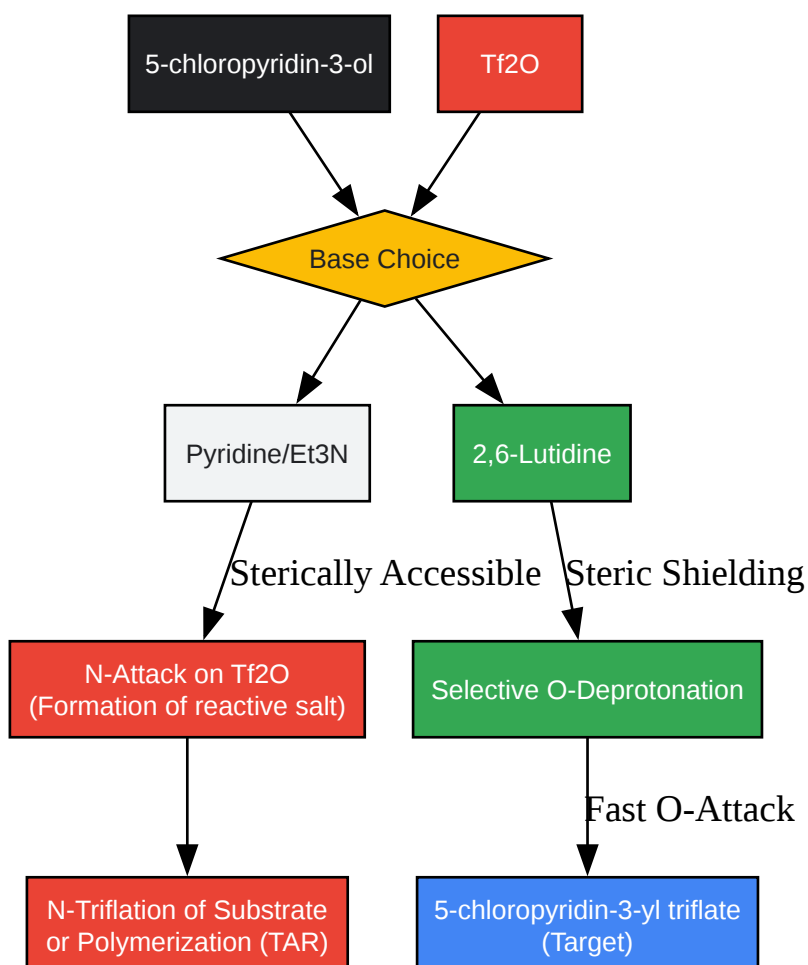 5-chloropyridin-3-ol
Tf2O
Base Choice
Pyridine/Et3N
2,6-Lutidine
Sterically Accessible
Steric Shielding
N-Attack on Tf2O
(Formation of reactive salt)
Selective O-Deprotonation
Fast O-Attack
N-Triflation of Substrate
or Polymerization (TAR)
5-chloropyridin-3-yl triflate
(Target)